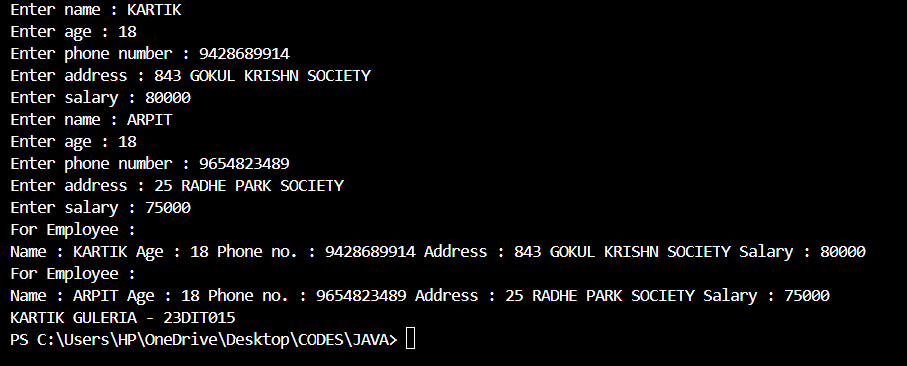 Enter name : KARTIK
Enter age : 18
Enter phone number : 9428689914
Enter address : 843 GOKUL KRISHN SOCIETY
Enter salary : 80000
Enter name : ARPIT
Enter age : 18
Enter phone number : 9654823489
Enter address : 25 RADHE PARK SOCIETY
Enter salary : 75000
For Employee :
Name : KARTIK Age : 18 Phone no. : 9428689914 Address : 843 GOKUL KRISHN SOCIETY Salary : 80000
For Employee :
Name : ARPIT Age : 18 Phone no. : 9654823489 Address : 25 RADHE PARK SOCIETY Salary : 75000
KARTIK GULERIA - 23DIT015
PS C:\Users\HP\OneDrive\Desktop\CODES\JAVA>